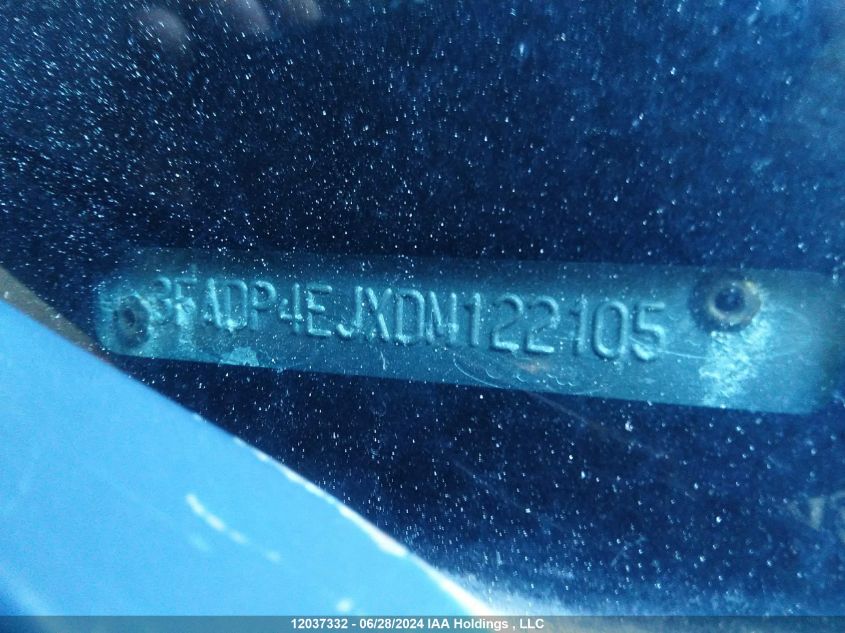 3FADP4EJXDM122105
12037332 - 06/28/2024 IAA Holdings , LLC